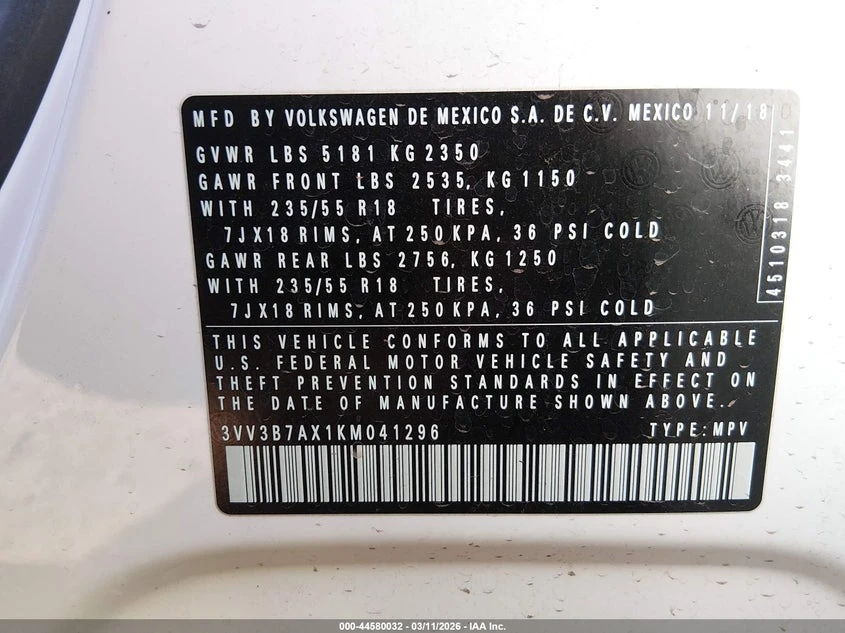 MFD BY VOLKSWAGEN DE MEXICO S.A. DE C.V. MEXICO 11/18
GVWR LBS 5181 KG 2350
GAWR FRONT LBS 2535, KG 1150
WITH 235/55 R18 TIRES,
7JX18 RIMS, AT 250 KPA, 36 PSI COLD
GAWR REAR LBS 2756, KG 1250
WITH 235/55 R18 TIRES,
7JX18 RIMS, AT 250 KPA, 36 PSI COLD
4510318 3441
THIS VEHICLE CONFORMS TO ALL APPLICABLE
U.S. FEDERAL MOTOR VEHICLE SAFETY AND
THEFT PREVENTION STANDARDS IN EFFECT ON
THE DATE OF MANUFACTURE SHOWN ABOVE.
3VV3B7AX1KM041296 TYPE: MPV
000-44580032 - 03/11/2026 - IAA Inc.